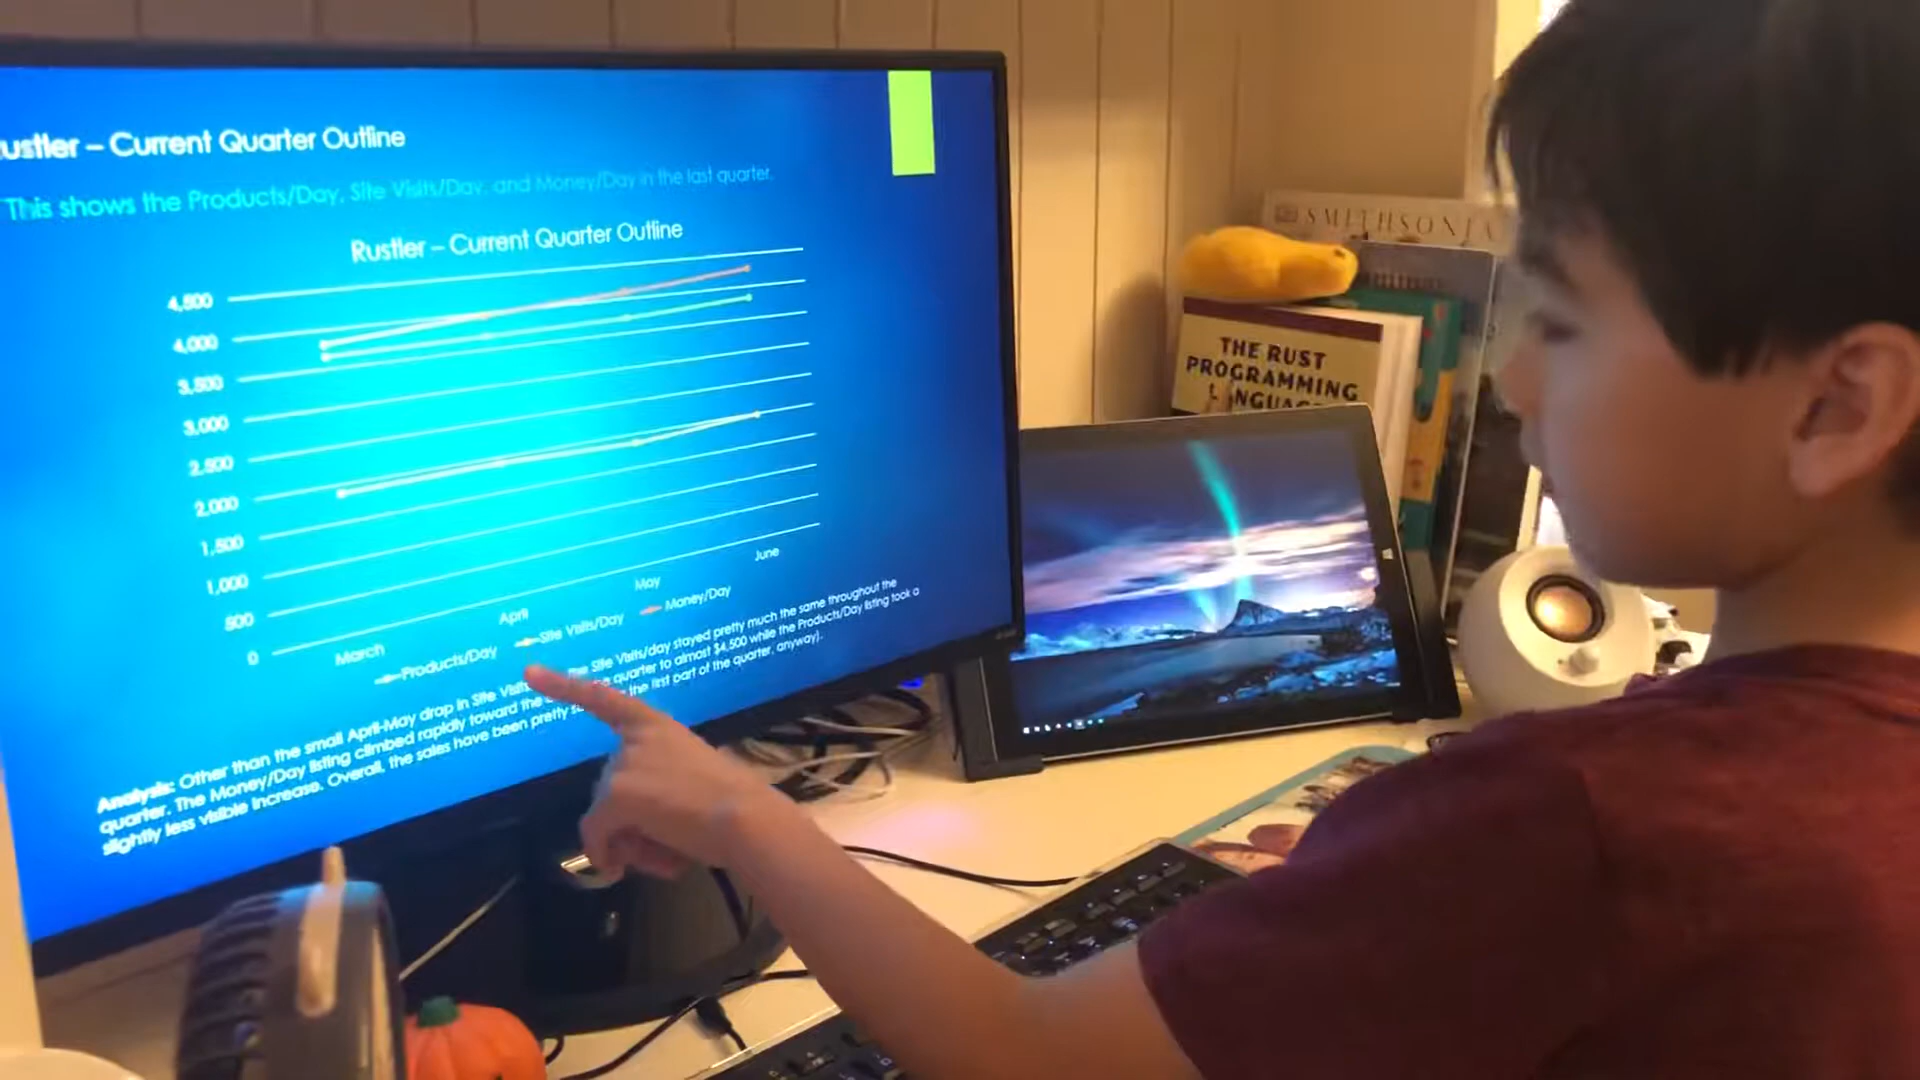 ustler – Current Quarter Outline
This shows the Products/Day, Site Visits/Day, and Money/Day in the last quarter.
Rustler – Current Quarter Outline
4,500
4,000
3,500
3,000
2,500
2,000
1,500
1,000
500
0
March
April
May
June
Products/Day
Site Visits/Day
Money/Day
Analysis: Other than the small April-May drop in Site Visits, the Site Visits/day stayed pretty much the same throughout the
quarter. The Money/Day listing climbed rapidly toward the quarter to almost $4,500 while the Products/Day listing took a
slightly less visible increase. Overall, the sales have been pretty the first part of the quarter, anyway).
SMITHSONI
THE RUST
PROGRAMMING
LANGUAG